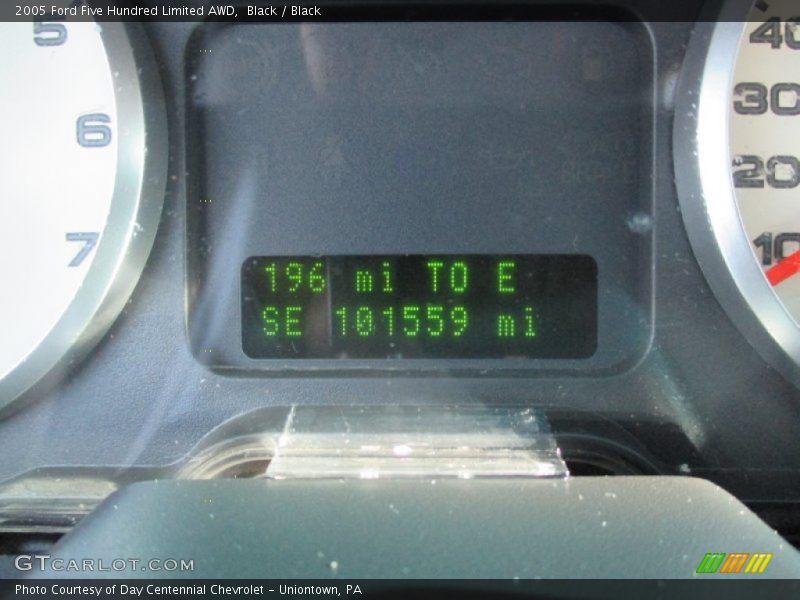 2005 Ford Five Hundred Limited AWD, Black / Black
5
6
7
40
30
20
10
196 mi TO E
SE 101559 mi
GTCARLOT.COM
Photo Courtesy of Day Centennial Chevrolet - Uniontown, PA